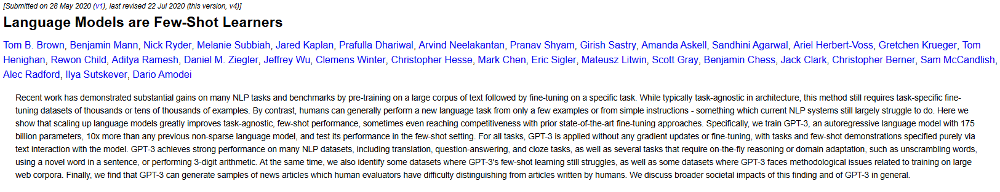 [Submitted on 28 May 2020 (v1), last revised 22 Jul 2020 (this version, v4)]
Language Models are Few-Shot Learners
Tom B. Brown, Benjamin Mann, Nick Ryder, Melanie Subbiah, Jared Kaplan, Prafulla Dhariwal, Arvind Neelakantan, Pranav Shyam, Girish Sastry, Amanda Askell, Sandhini Agarwal, Ariel Herbert-Voss, Gretchen Krueger, Tom
Henighan, Rewon Child, Aditya Ramesh, Daniel M. Ziegler, Jeffrey Wu, Clemens Winter, Christopher Hesse, Mark Chen, Eric Sigler, Mateusz Litwin, Scott Gray, Benjamin Chess, Jack Clark, Christopher Berner, Sam McCandlish,
Alec Radford, Ilya Sutskever, Dario Amodei
Recent work has demonstrated substantial gains on many NLP tasks and benchmarks by pre-training on a large corpus of text followed by fine-tuning on a specific task. While typically task-agnostic in architecture, this method still requires task-specific fine-
tuning datasets of thousands or tens of thousands of examples. By contrast, humans can generally perform a new language task from only a few examples or from simple instructions - something which current NLP systems still largely struggle to do. Here we
show that scaling up language models greatly improves task-agnostic, few-shot performance, sometimes even reaching competitiveness with prior state-of-the-art fine-tuning approaches. Specifically, we train GPT-3, an autoregressive language model with 175
billion parameters, 10x more than any previous non-sparse language model, and test its performance in the few-shot setting. For all tasks, GPT-3 is applied without any gradient updates or fine-tuning, with tasks and few-shot demonstrations specified purely via
text interaction with the model. GPT-3 achieves strong performance on many NLP datasets, including translation, question-answering, and cloze tasks, as well as several tasks that require on-the-fly reasoning or domain adaptation, such as unscrambling words,
using a novel word in a sentence, or performing 3-digit arithmetic. At the same time, we also identify some datasets where GPT-3's few-shot learning still struggles, as well as some datasets where GPT-3 faces methodological issues related to training on large
web corpora. Finally, we find that GPT-3 can generate samples of news articles which human evaluators have difficulty distinguishing from articles written by humans. We discuss broader societal impacts of this finding and of GPT-3 in general.